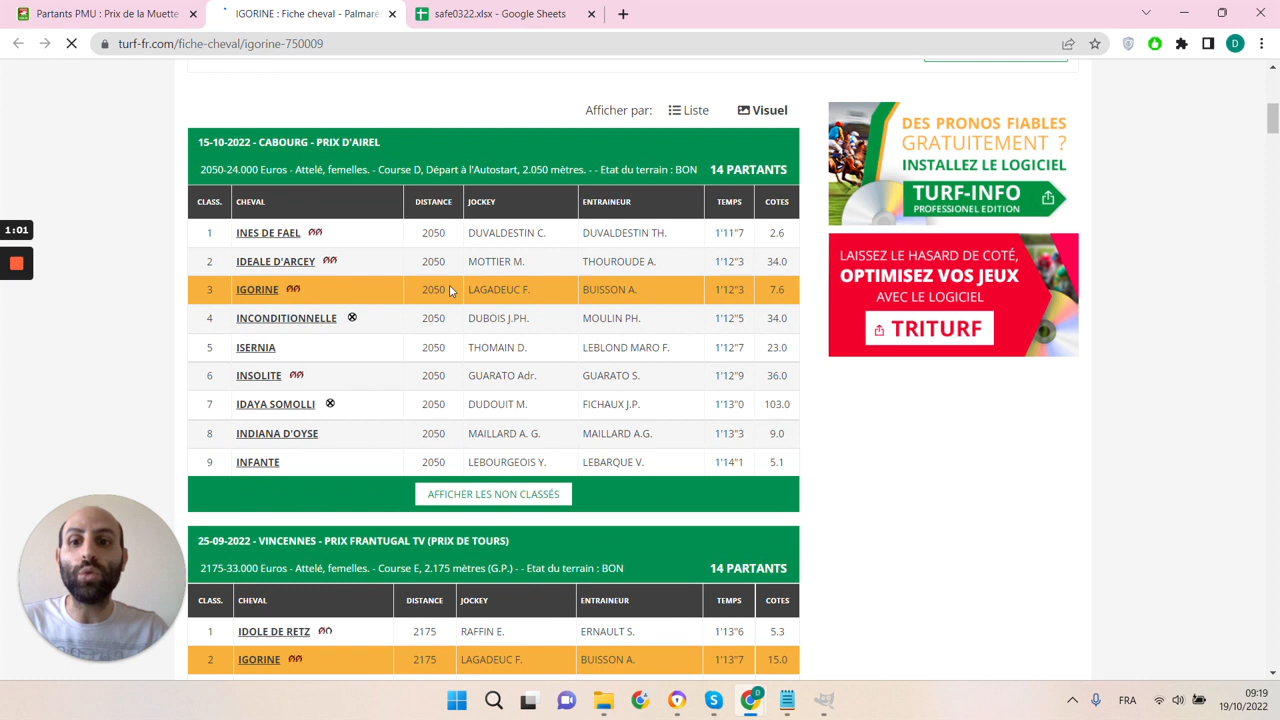 Partants PMU : Prix de la Muette
IGORINE : Fiche cheval - Palmarè
safe0322.xlsx - Google Sheets
turf-fr.com/fiche-cheval/igorine-750009
D
Afficher par: Liste Visuel
15-10-2022 - CABOURG - PRIX D'AIREL
2050-24.000 Euros - Attelé, femelles. - Course D, Départ à l'Autostart, 2.050 mètres. - - Etat du terrain : BON 14 PARTANTS
CLASS. CHEVAL DISTANCE JOCKEY ENTRAINEUR TEMPS COTES
1 INES DE FAEL 2050 DUVALDESTIN C. DUVALDESTIN TH. 1'11"7 2.6
2 IDEALE D'ARCEY 2050 MOTTIER M. THOUROUDE A. 1'12"3 34.0
3 IGORINE 2050 LAGADEUC F. BUISSON A. 1'12"3 7.6
4 INCONDITIONNELLE 2050 DUBOIS J.PH. MOULIN PH. 1'12"5 34.0
5 ISERNIA 2050 THOMAIN D. LEBLOND MARO F. 1'12"7 23.0
6 INSOLITE 2050 GUARATO Adr. GUARATO S. 1'12"9 36.0
7 IDAYA SOMOLLI 2050 DUDOUIT M. FICHAUX J.P. 1'13"0 103.0
8 INDIANA D'OYSE 2050 MAILLARD A. G. MAILLARD A.G. 1'13"3 9.0
9 INFANTE 2050 LEBOURGEOIS Y. LEBARQUE V. 1'14"1 5.1
AFFICHER LES NON CLASSÉS
25-09-2022 - VINCENNES - PRIX FRANTUGAL TV (PRIX DE TOURS)
2175-33.000 Euros - Attelé, femelles. - Course E, 2.175 mètres (G.P.) - - Etat du terrain : BON 14 PARTANTS
CLASS. CHEVAL DISTANCE JOCKEY ENTRAINEUR TEMPS COTES
1 IDOLE DE RETZ 2175 RAFFIN E. ERNAULT S. 1'13"6 5.3
2 IGORINE 2175 LAGADEUC F. BUISSON A. 1'13"7 15.0
DES PRONOS FIABLES
GRATUITEMENT ?
INSTALLEZ LE LOGICIEL
TURF-INFO
PROFESSIONEL EDITION
LAISSEZ LE HASARD DE COTÉ,
OPTIMISEZ VOS JEUX
AVEC LE LOGICIEL
TRITURF
1:01
D
FRA
09:19
19/10/2022